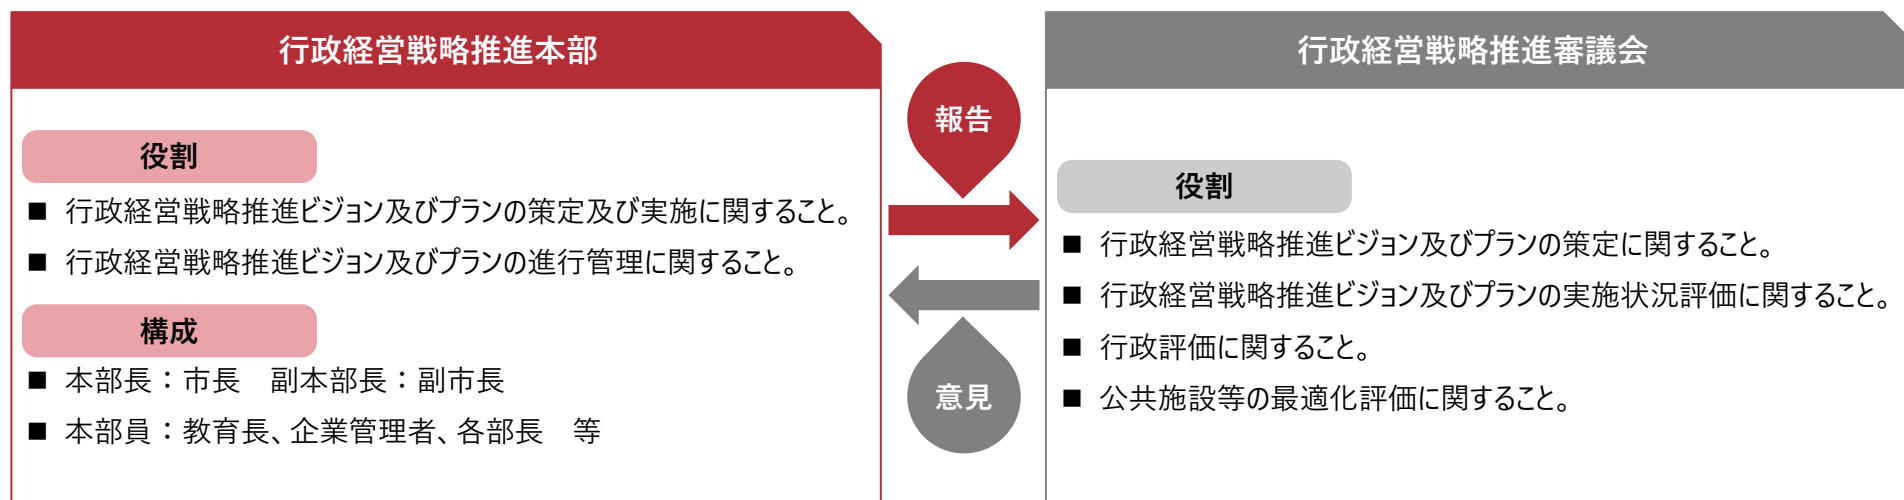 行政経営戦略推進本部
役割
■ 行政経営戦略推進ビジョン及びプランの策定及び実施に関すること。
■ 行政経営戦略推進ビジョン及びプランの進行管理に関すること。
構成
■ 本部長：市長　副本部長：副市長
■ 本部員：教育長、企業管理者、各部長　等
報告
意見
行政経営戦略推進審議会
役割
■ 行政経営戦略推進ビジョン及びプランの策定に関すること。
■ 行政経営戦略推進ビジョン及びプランの実施状況評価に関すること。
■ 行政評価に関すること。
■ 公共施設等の最適化評価に関すること。